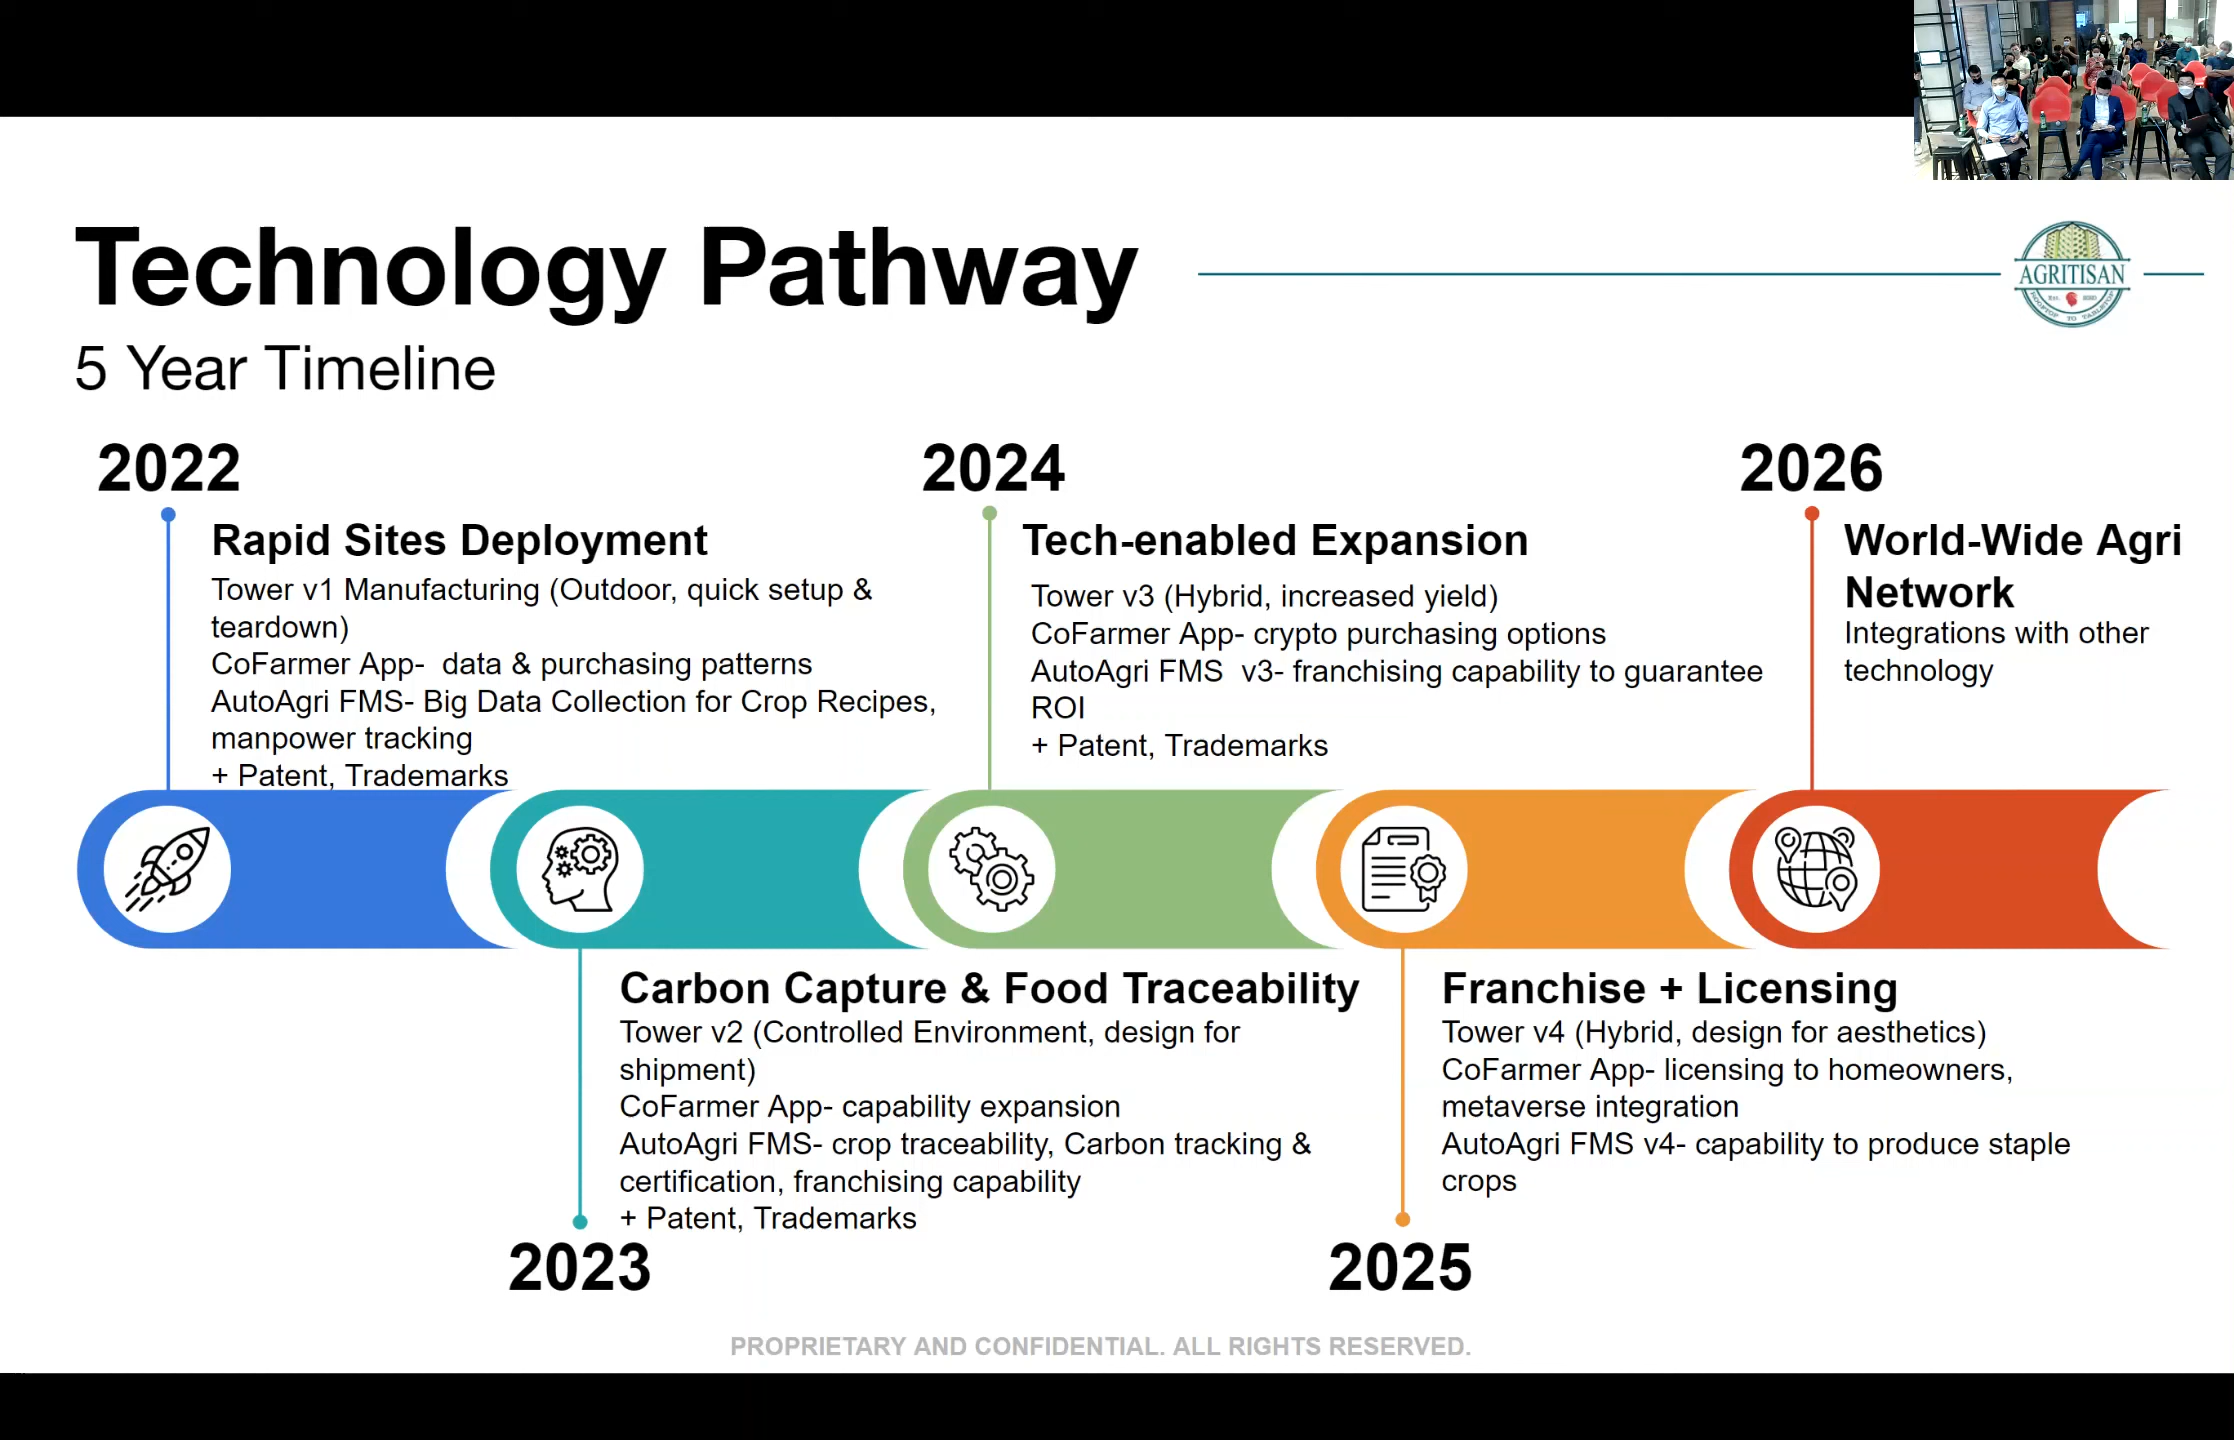 Technology Pathway
AGRITISAN
5 Year Timeline
2022
Rapid Sites Deployment
Tower v1 Manufacturing (Outdoor, quick setup &
teardown)
CoFarmer App-  data & purchasing patterns
AutoAgri FMS- Big Data Collection for Crop Recipes,
manpower tracking
+ Patent, Trademarks
2024
Tech-enabled Expansion
Tower v3 (Hybrid, increased yield)
CoFarmer App- crypto purchasing options
AutoAgri FMS  v3- franchising capability to guarantee
ROI
+ Patent, Trademarks
2026
World-Wide Agri
Network
Integrations with other
technology
Carbon Capture & Food Traceability
Tower v2 (Controlled Environment, design for
shipment)
CoFarmer App- capability expansion
AutoAgri FMS- crop traceability, Carbon tracking &
certification, franchising capability
+ Patent, Trademarks
2023
Franchise + Licensing
Tower v4 (Hybrid, design for aesthetics)
CoFarmer App- licensing to homeowners,
metaverse integration
AutoAgri FMS v4- capability to produce staple
crops
2025
PROPRIETARY AND CONFIDENTIAL. ALL RIGHTS RESERVED.